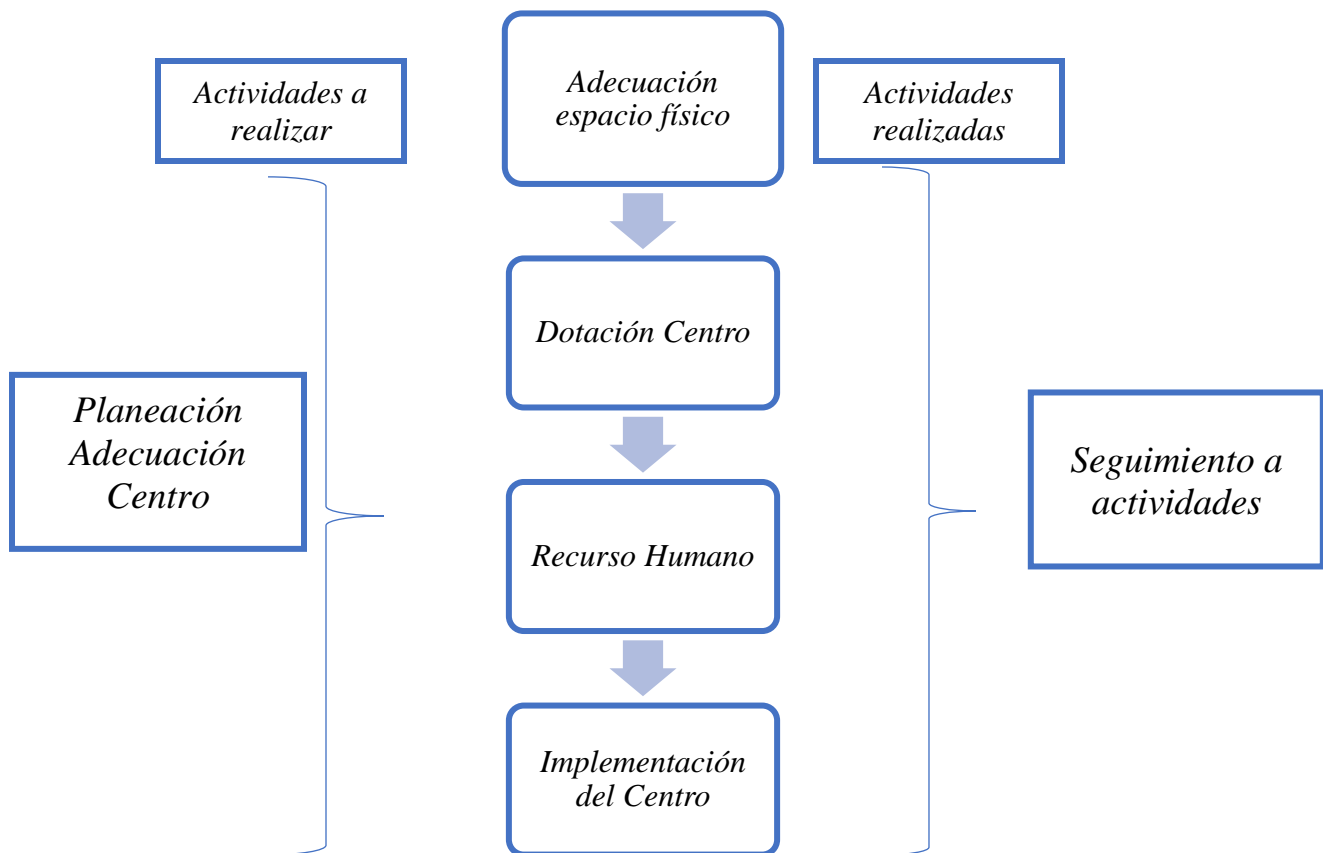 Actividades a
realizar
Adecuación
espacio físico
Actividades
realizadas
Dotación Centro
Planeación
Adecuación
Centro
Seguimiento a
actividades
Recurso Humano
Implementación
del Centro